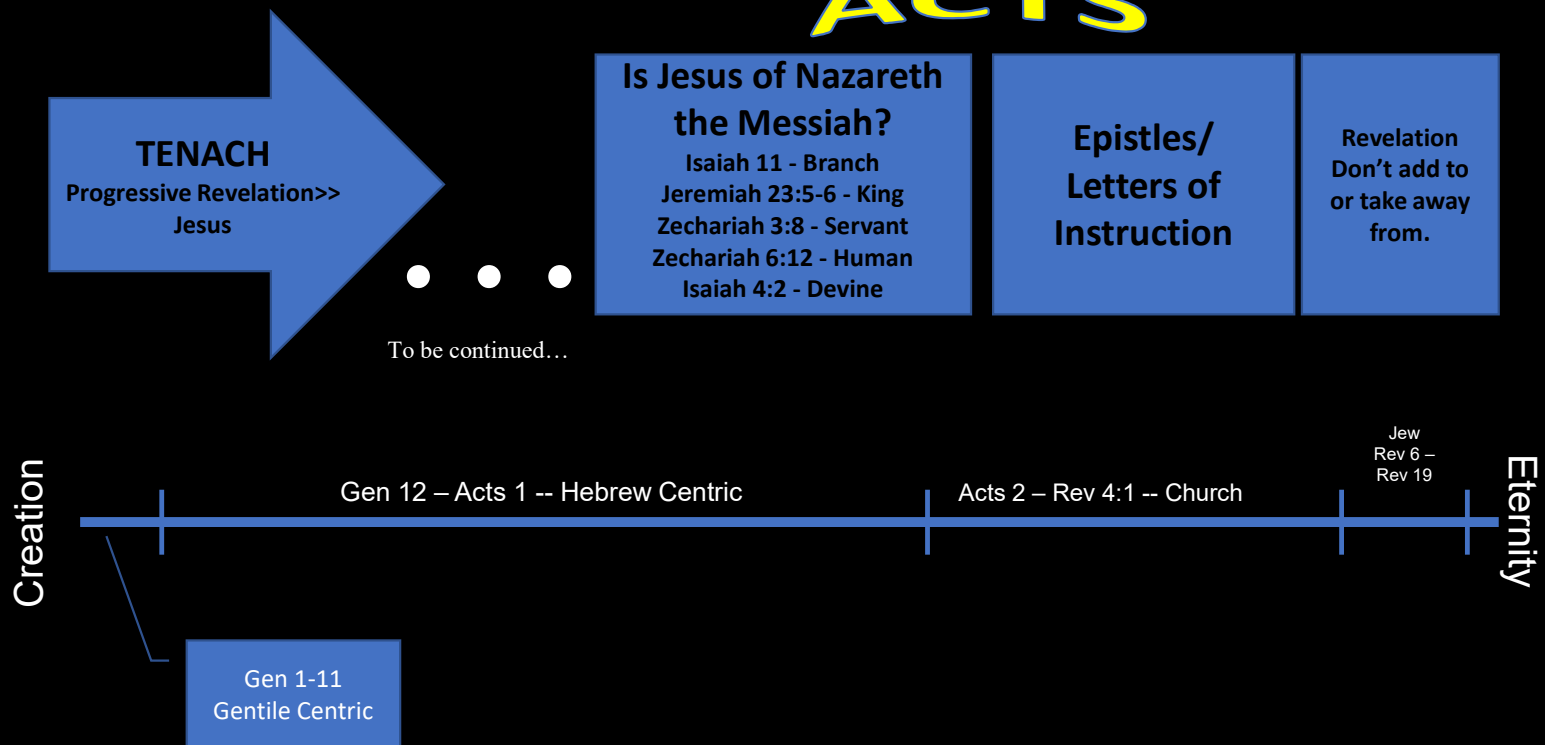 ACTS
TENACH
Progressive Revelation>>
Jesus
To be continued…
Is Jesus of Nazareth
the Messiah?
Isaiah 11 - Branch
Jeremiah 23:5-6 - King
Zechariah 3:8 - Servant
Zechariah 6:12 - Human
Isaiah 4:2 - Devine
Epistles/
Letters of
Instruction
Revelation
Don’t add to
or take away
from.
Creation
Gen 12 – Acts 1 -- Hebrew Centric
Acts 2 – Rev 4:1 -- Church
Jew
Rev 6 –
Rev 19
Eternity
Gen 1-11
Gentile Centric